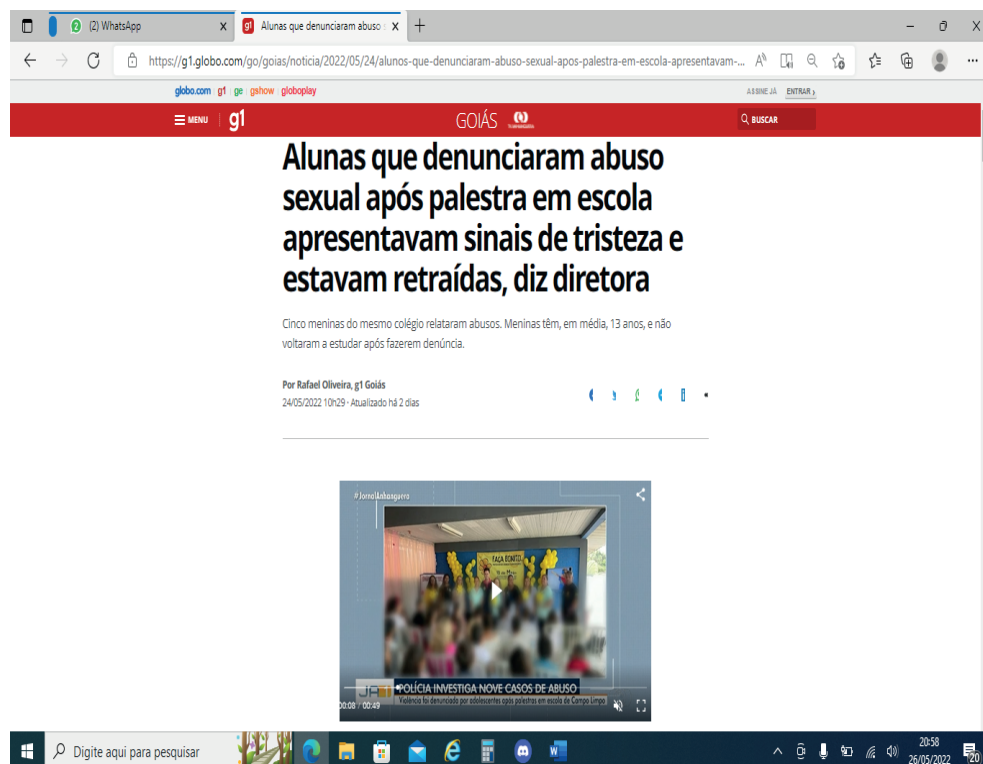 (2) WhatsApp
Alunas que denunciaram abuso s
https://g1.globo.com/go/goias/noticia/2022/05/24/alunos-que-denunciaram-abuso-sexual-apos-palestra-em-escola-apresentavam-...
globo.com g1 ge gshow globoplay ASSINE JÁ ENTRAR ›
MENU g1 GOIÁS BUSCAR
Alunas que denunciaram abuso
sexual após palestra em escola
apresentavam sinais de tristeza e
estavam retraídas, diz diretora
Cinco meninas do mesmo colégio relataram abusos. Meninas têm, em média, 13 anos, e não
voltaram a estudar após fazerem denúncia.
Por Rafael Oliveira, g1 Goiás
24/05/2022 10h29 · Atualizado há 2 dias
#JornalAnhanguera
FAÇA BONITO
JA1 POLÍCIA INVESTIGA NOVE CASOS DE ABUSO
Violência foi denunciada por adolescentes após palestras em escola de Campo Limpo
00:08 / 00:49
Digite aqui para pesquisar
20:58
26/05/2022
20